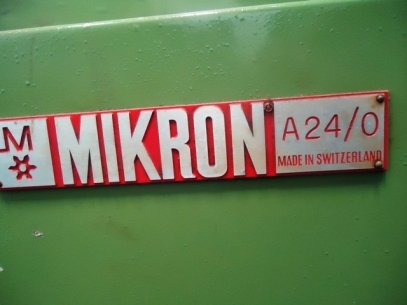 M
MIKRON
A24/0
MADE IN SWITZERLAND